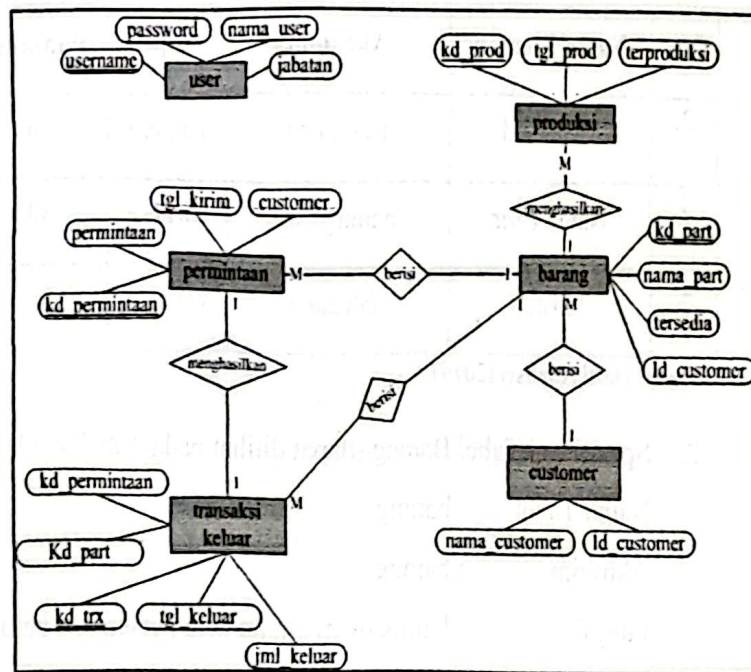 password
nama_user
username
jabatan
user
kd_prod
tgl_prod
terproduksi
produksi
M
menghasilkan
1
tgl_kirim
customer
permintaan
kd_permintaan
permintaan
M
berisi
1
barang
kd_part
nama_part
tersedia
Id_customer
1
menghasilkan
1
berisi
1
M
M
berisi
1
customer
nama_customer
Id_customer
kd_permintaan
Kd_part
transaksi
keluar
kd_trx
tgl_keluar
jml_keluar